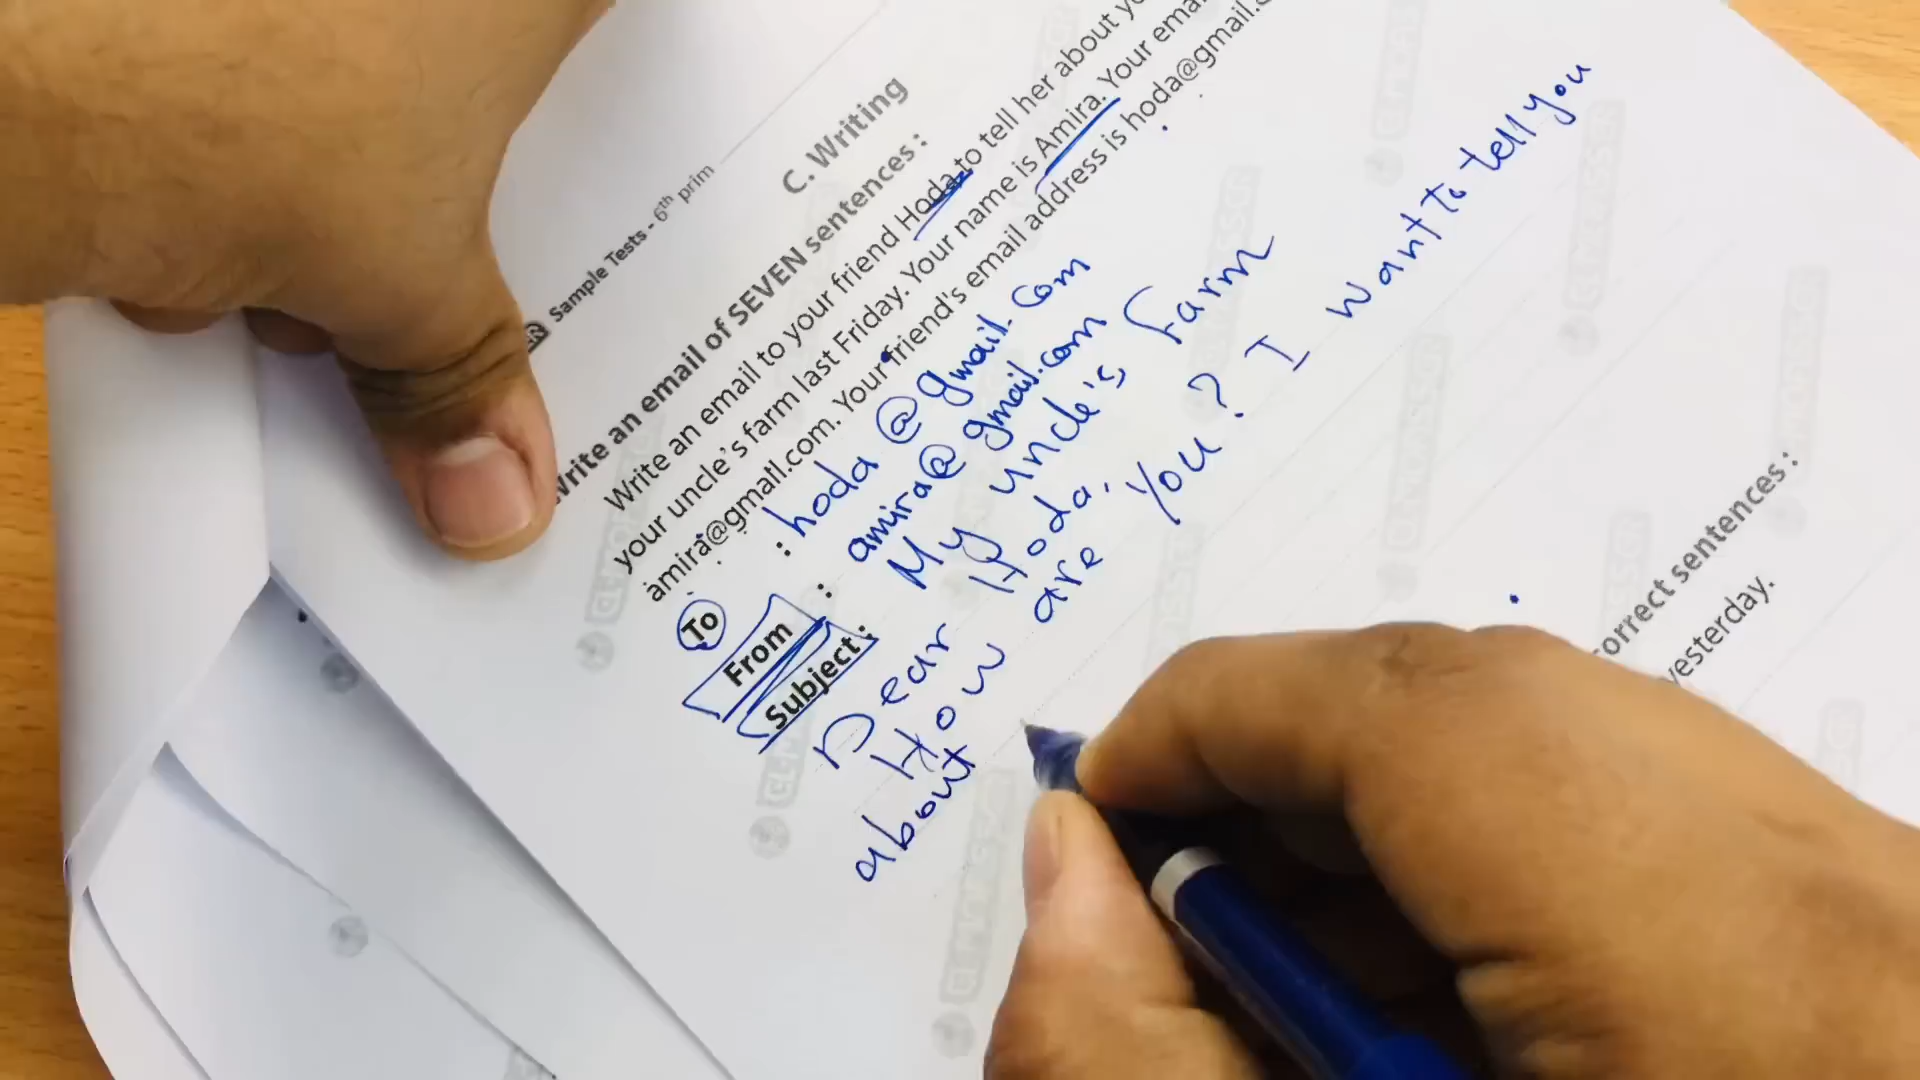 Sample Tests - 6th prim
C. Writing
Write an email of SEVEN sentences :
Write an email to your friend Hoda to tell her about
your uncle's farm last Friday. Your name is Amira. Your email
amira@gmail.com. Your friend's email address is hoda@gmail.
To : hoda@gmail.com
From : amira@gmail.com
Subject : My uncle's farm
Dear Hoda,
How are you? I want to tell you
about
correct sentences :
yesterday.